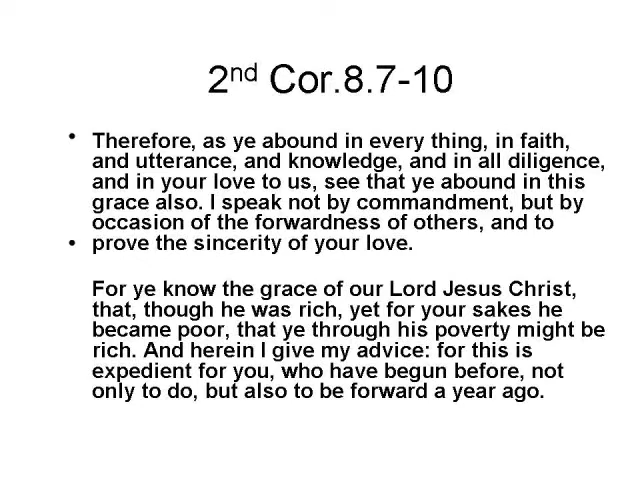 2nd Cor.8.7-10
• Therefore, as ye abound in every thing, in faith,
and utterance, and knowledge, and in all diligence,
and in your love to us, see that ye abound in this
grace also. I speak not by commandment, but by
occasion of the forwardness of others, and to
• prove the sincerity of your love.
For ye know the grace of our Lord Jesus Christ,
that, though he was rich, yet for your sakes he
became poor, that ye through his poverty might be
rich. And herein I give my advice: for this is
expedient for you, who have begun before, not
only to do, but also to be forward a year ago.